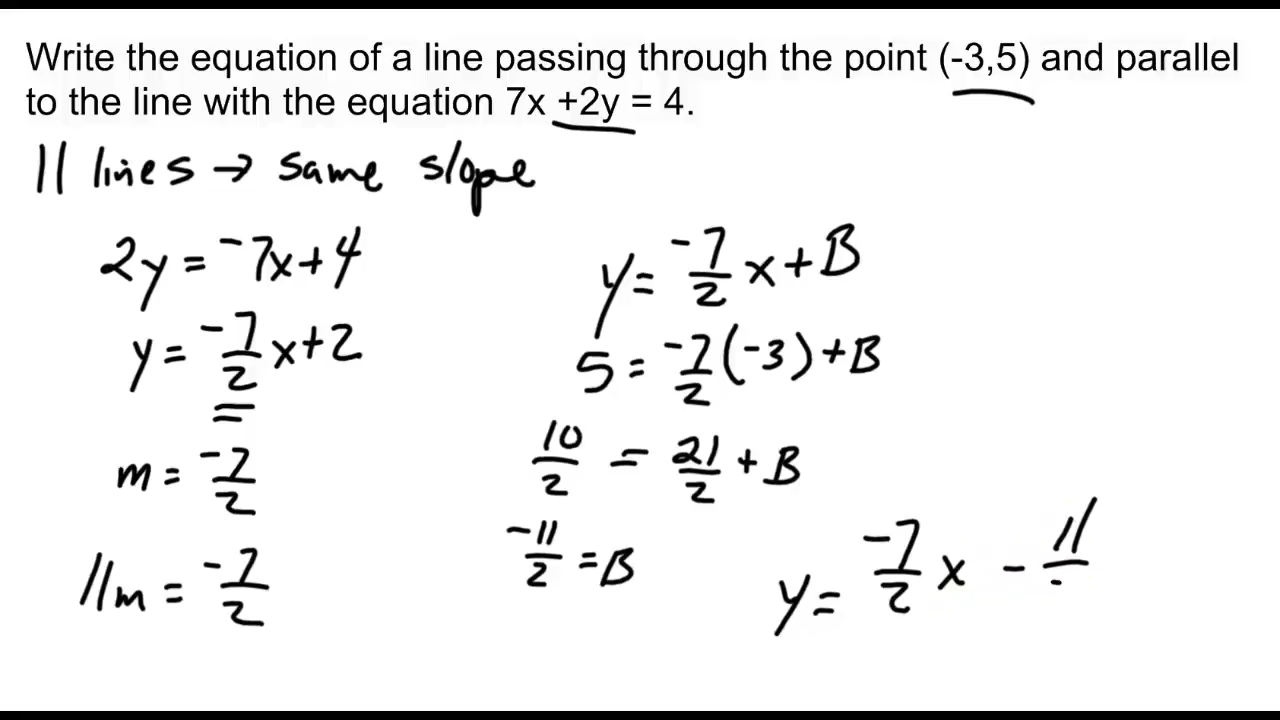 Write the equation of a line passing through the point (-3,5) and parallel
to the line with the equation 7x +2y = 4.
|| lines → same slope
2y = -7x+4
y = -7/2 x+2
m = -7/2
||m = -7/2
y = -7/2 x + B
5 = -7/2 (-3) + B
10/2 = 21/2 + B
-11/2 = B
y = -7/2 x - 11/